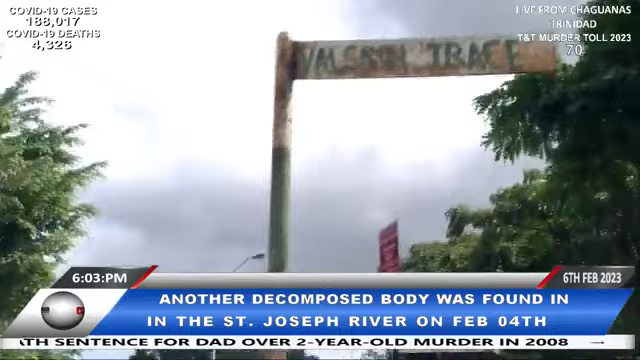 COVID-19 CASES
188,017
COVID-19 DEATHS
4,326
LIVE FROM CHAGUANAS
TRINIDAD
T&T MURDER TOLL 2023
70
TRACE
6:03:PM
6TH FEB 2023
ANOTHER DECOMPOSED BODY WAS FOUND IN
IN THE ST. JOSEPH RIVER ON FEB 04TH
TH SENTENCE FOR DAD OVER 2-YEAR-OLD MURDER IN 2008 →